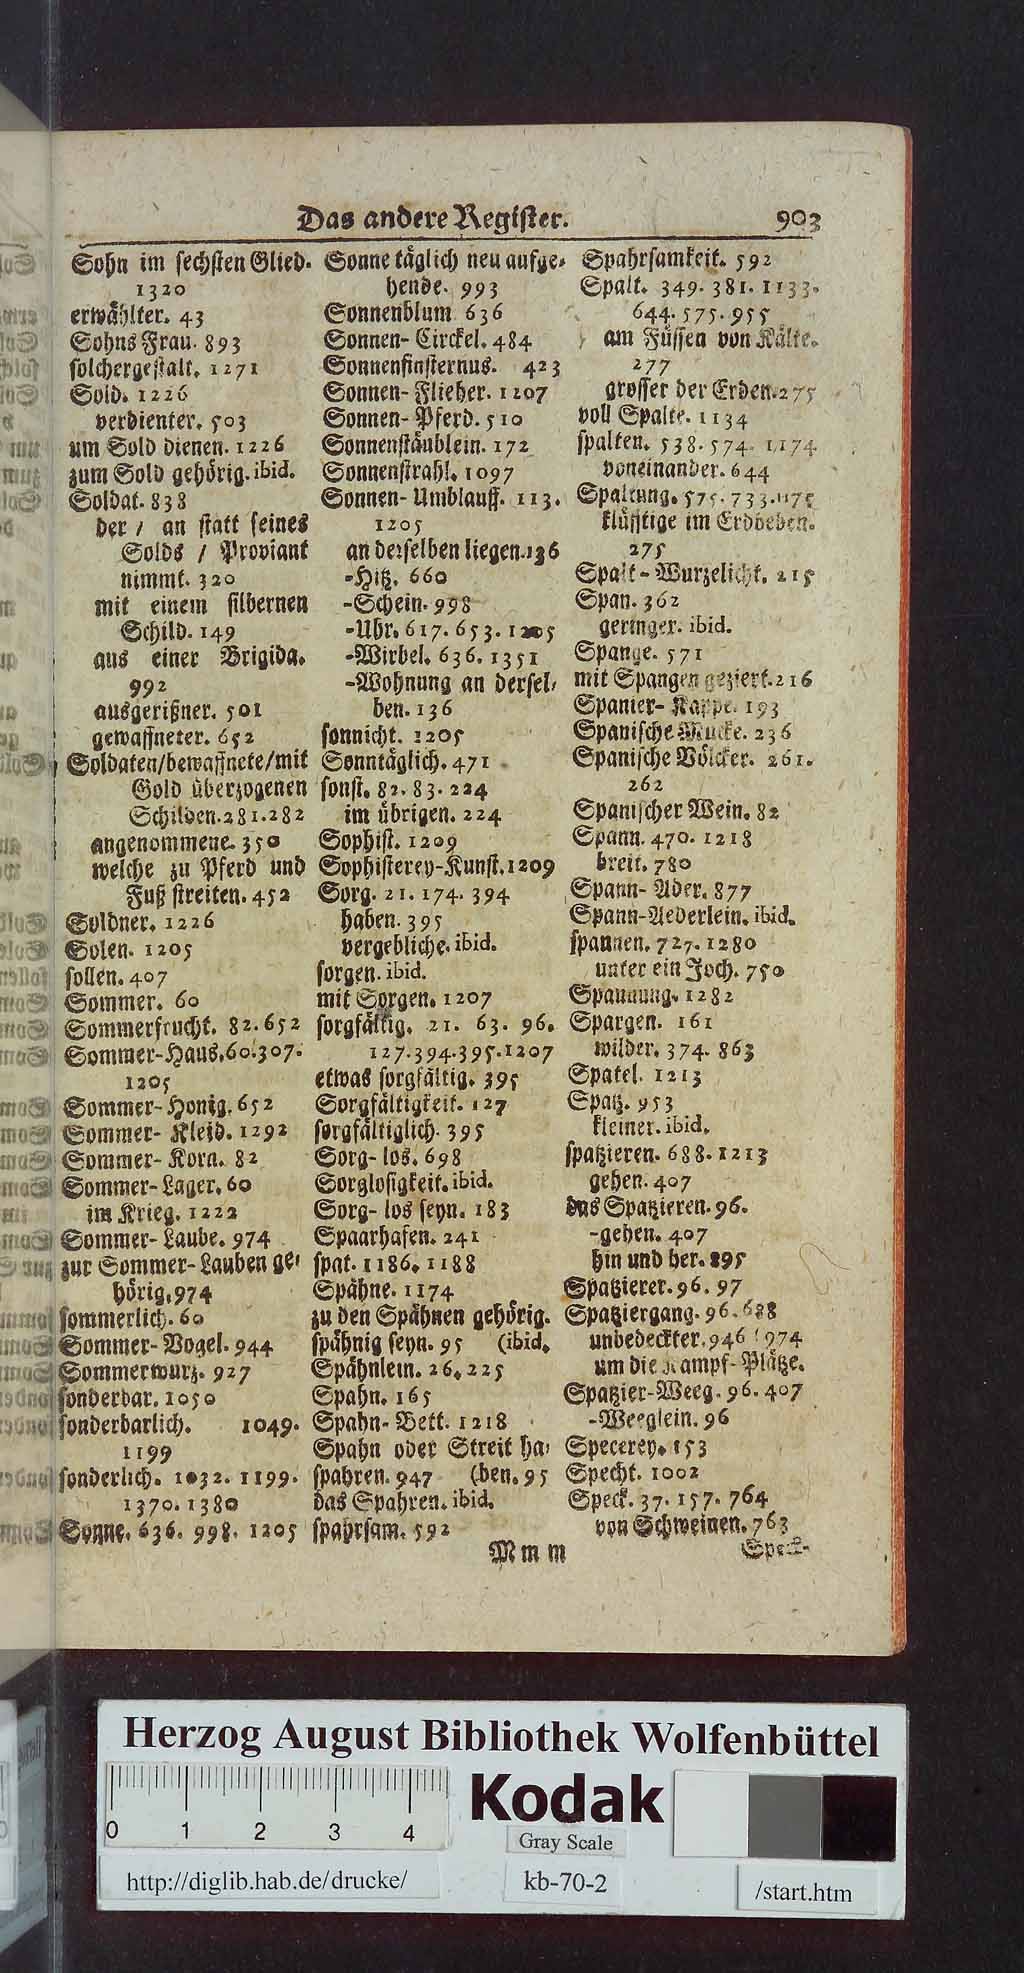 Das andere Register. 903
Sohn im sechsten Glied.
1320
erwählter. 43
Sohns Frau. 893
solchergestalt. 1271
Sold. 1226
verdienter. 503
um Sold dienen. 1226
zum Sold gehörig. ibid.
Soldat. 838
der / an statt seines
Solds / Proviant
nimmt. 320
mit einem silbernen
Schild. 149
aus einer Brigida.
992
ausgerißner. 501
gewaffneter. 652
Soldaten/bewaffnete/mit
Gold überzogenen
Schilden. 281. 282
angenommene. 350
welche zu Pferd und
Fuß streiten. 452
Soldner. 1226
Solen. 1205
sollen. 407
Sommer. 60
Sommerfrucht. 82. 652
Sommer-Haus. 60. 307.
1205
Sommer-Honig. 652
Sommer-Kleid. 1292
Sommer-Korn. 82
Sommer-Lager. 60
im Krieg. 1222
Sommer-Laube. 974
zur Sommer-Lauben ge-
hörig. 974
sommerlich. 60
Sommer-Vogel. 944
Sommerwurz. 927
sonderbar. 1050
sonderbarlich. 1049.
1199
sonderlich. 1032. 1199.
1370. 1380
Sonne. 636. 998. 1205
Sonne täglich neu aufge-
hende. 993
Sonnenblum 636
Sonnen-Circkel. 484
Sonnenfinsternus. 423
Sonnen-Flieher. 1207
Sonnen-Pferd. 510
Sonnenstäublein. 172
Sonnenstrahl. 1097
Sonnen-Umblauff. 113.
1205
an derselben liegen. 136
-Hitz. 660
-Schein. 998
-Uhr. 617. 653. 1205
-Wirbel. 636. 1351
-Wohnung an dersel-
ben. 136
sonnicht. 1205
Sonntäglich. 471
sonst. 82. 83. 224
im übrigen. 224
Sophist. 1209
Sophisterey-Kunst. 1209
Sorg. 21. 174. 394
haben. 395
vergebliche. ibid.
sorgen. ibid.
mit Sorgen. 1207
sorgfältig. 21. 63. 96.
127. 394. 395. 1207
etwas sorgfältig. 395
Sorgfältigkeit. 127
sorgfältiglich. 395
Sorg-los. 698
Sorglosigkeit. ibid.
Sorg-los seyn. 183
Spaarhafen. 241
spat. 1186. 1188
Spähne. 1174
zu den Spähnen gehörig.
spähnig seyn. 95 (ibid.
Spähnlein. 26. 225
Spahn. 165
Spahn-Bett. 1218
Spahn oder Streit ha-
spahren. 947 (ben. 95
das Spahren. ibid.
spahrsam. 592
Spahrsamkeit. 592
Spalt. 349. 381. 1133.
644. 575. 955
am Füssen von Kälte.
277
grosser der Erden. 275
voll Spalte. 1134
spalten. 538. 574. 1174
voneinander. 644
Spaltung. 575. 733. 1175
klüfftige im Erdbeben.
275
Spalt-Wurzelicht. 215
Span. 362
geringer. ibid.
Spange. 571
mit Spangen geziert. 216
Spanier-Kappe. 193
Spanische Mucke. 236
Spanische Völcker. 261.
262
Spanischer Wein. 82
Spann. 470. 1218
breit. 780
Spann-Ader. 877
Spann-Aederlein. ibid.
spannen. 727. 1280
unter ein Joch. 750
Spannung. 1282
Spargen. 161
wilder. 374. 863
Spatel. 1213
Spatz. 953
kleiner. ibid.
spatzieren. 688. 1213
gehen. 407
das Spatzieren. 96.
-gehen. 407
hin und her. 895
Spatzierer. 96. 97
Spatziergang. 96. 688
unbedeckter. 946. 974
um die Kampf-Plätze.
Spatzier-Weeg. 96. 407
-Weeglein. 96
Specerey. 153
Specht. 1002
Speck. 37. 157. 764
von Schweinen. 763
Mmm Speck-
Herzog August Bibliothek Wolfenbüttel
0 1 2 3 4
Kodak
Gray Scale
http://diglib.hab.de/drucke/ kb-70-2 /start.htm